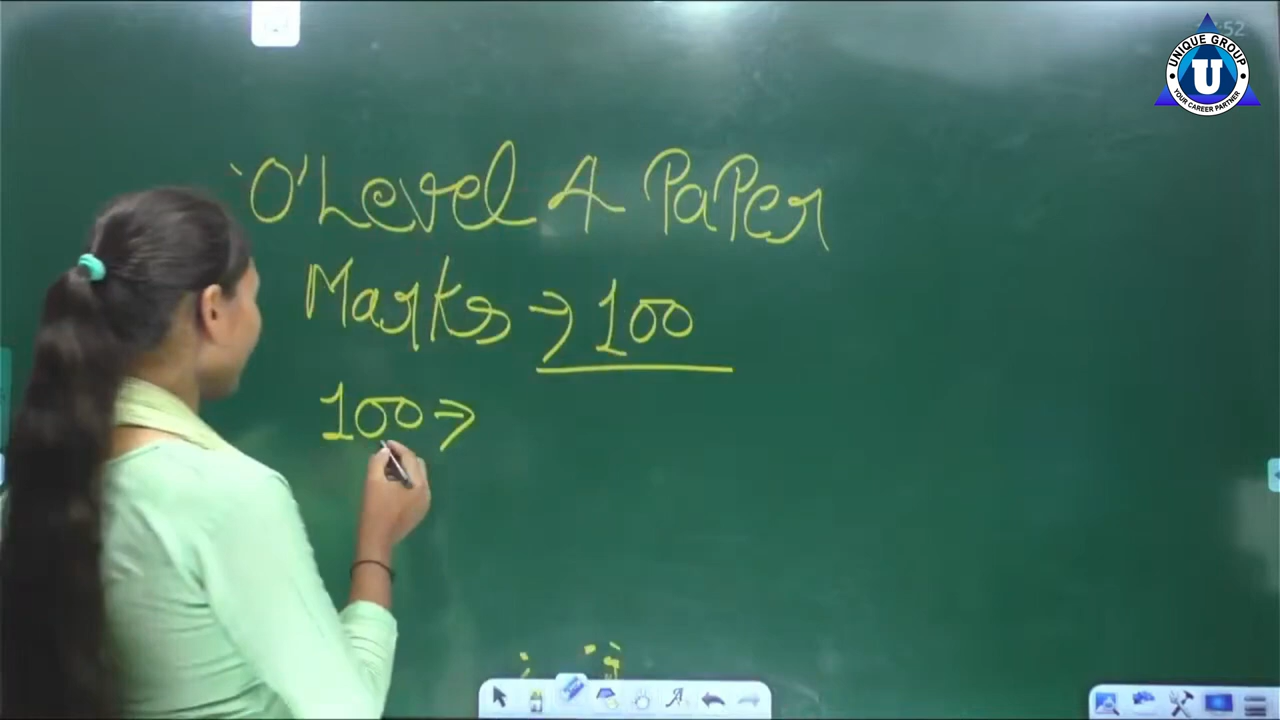 'O' Level 4 PaPer
Marks → 100
100 ⇒
UNIQUE GROUP
U
YOUR CAREER PARTNER